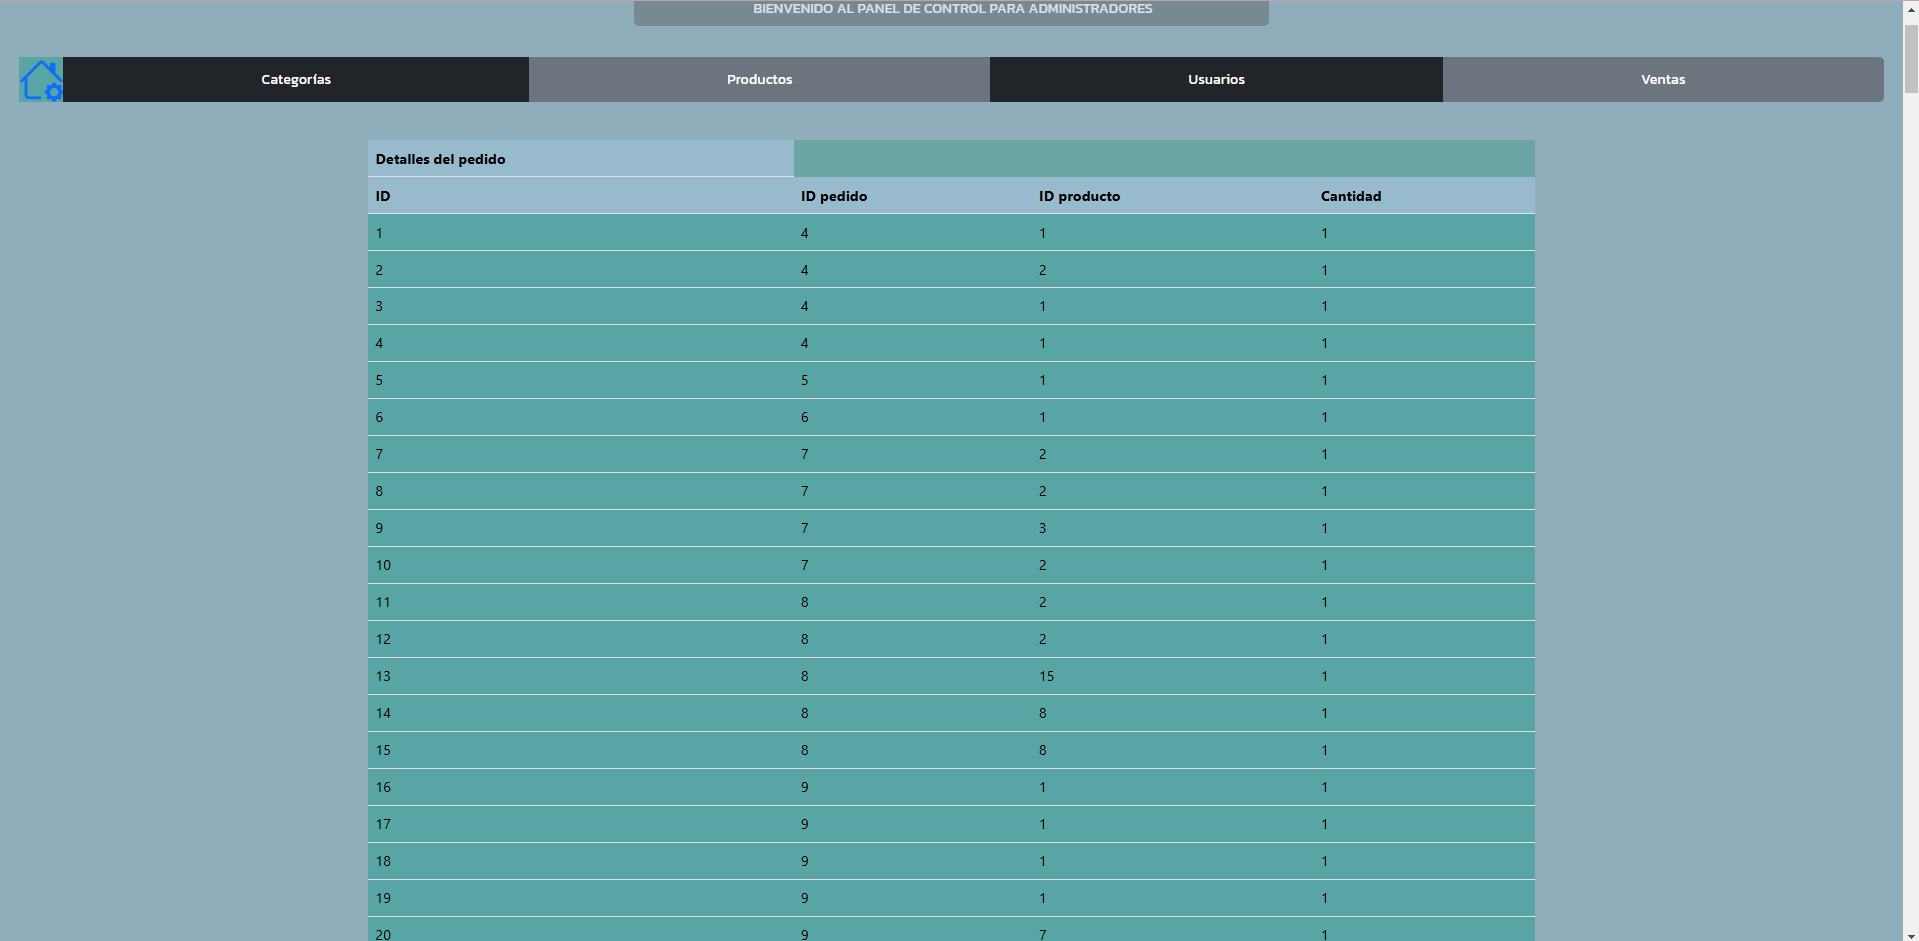 BIENVENIDO AL PANEL DE CONTROL PARA ADMINISTRADORES
Categorías Productos Usuarios Ventas
Detalles del pedido
ID ID pedido ID producto Cantidad
1 4 1 1
2 4 2 1
3 4 1 1
4 4 1 1
5 5 1 1
6 6 1 1
7 7 2 1
8 7 2 1
9 7 3 1
10 7 2 1
11 8 2 1
12 8 2 1
13 8 15 1
14 8 8 1
15 8 8 1
16 9 1 1
17 9 1 1
18 9 1 1
19 9 1 1
20 9 7 1